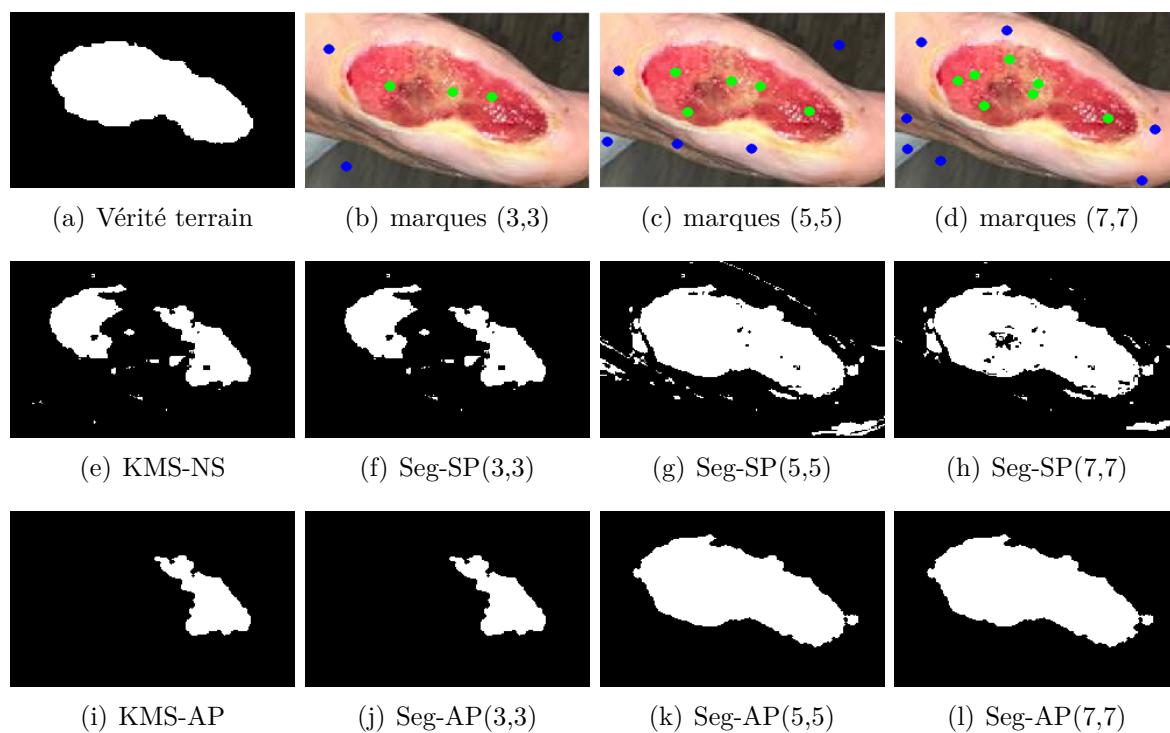 (a) Vérité terrain
(b) marques (3,3)
(c) marques (5,5)
(d) marques (7,7)
(e) KMS-NS
(f) Seg-SP(3,3)
(g) Seg-SP(5,5)
(h) Seg-SP(7,7)
(i) KMS-AP
(j) Seg-AP(3,3)
(k) Seg-AP(5,5)
(l) Seg-AP(7,7)